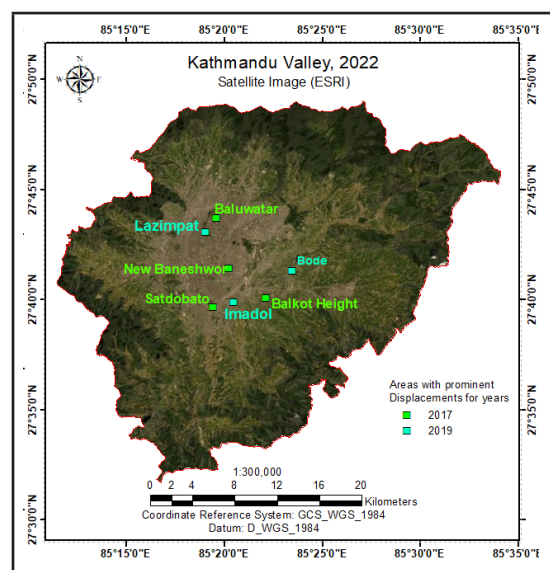 85°15'0"E 85°20'0"E 85°25'0"E 85°30'0"E 85°35'0"E
Kathmandu Valley, 2022
Satellite Image (ESRI)
N
W E
S
27°50'0"N 27°50'0"N
27°45'0"N 27°45'0"N
Baluwatar
Lazimpat
New Baneshwor
Bode
27°40'0"N 27°40'0"N
Satdobato
Balkot Height
Imadol
Areas with prominent
Displacements for years
2017
2019
27°35'0"N 27°35'0"N
1:300,000
0 2 4 8 12 16 20
Kilometers
Coordinate Reference System: GCS_WGS_1984
Datum: D_WGS_1984
27°30'0"N 27°30'0"N
85°15'0"E 85°20'0"E 85°25'0"E 85°30'0"E 85°35'0"E